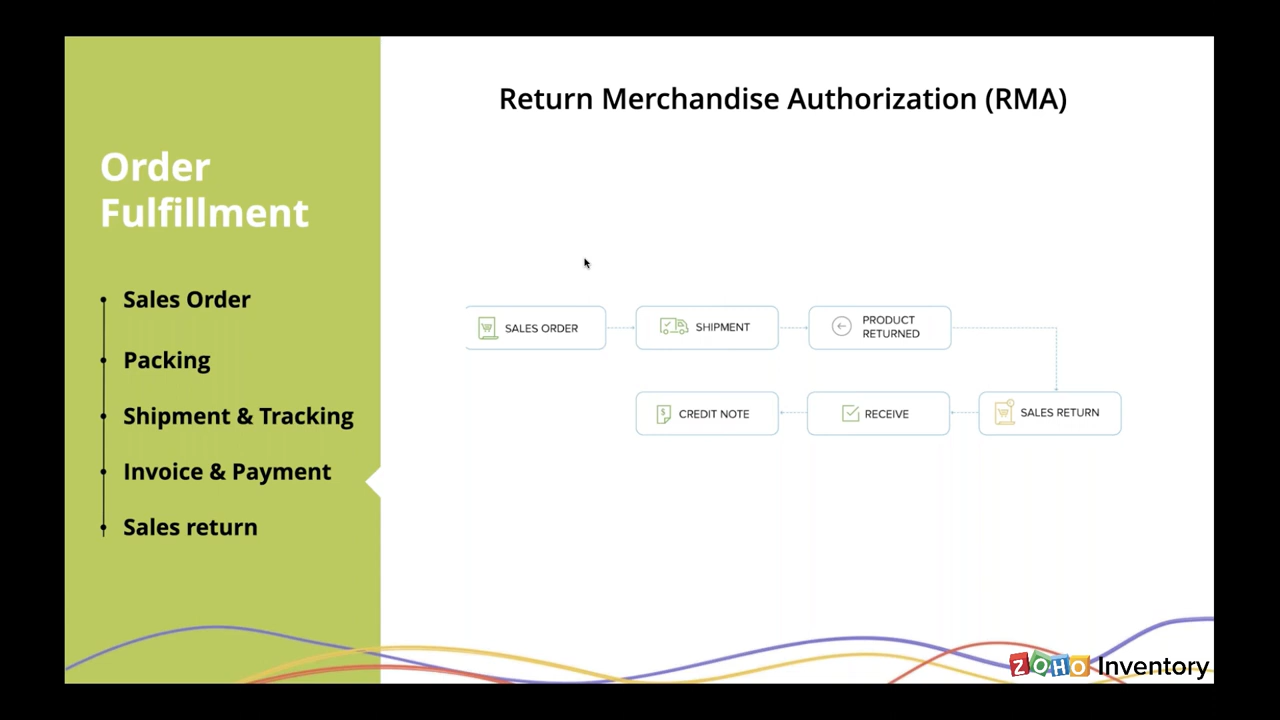 Return Merchandise Authorization (RMA)
Order
Fulfillment
Sales Order
Packing
Shipment & Tracking
Invoice & Payment
Sales return
SALES ORDER
SHIPMENT
PRODUCT
RETURNED
CREDIT NOTE
RECEIVE
SALES RETURN
ZOHO Inventory